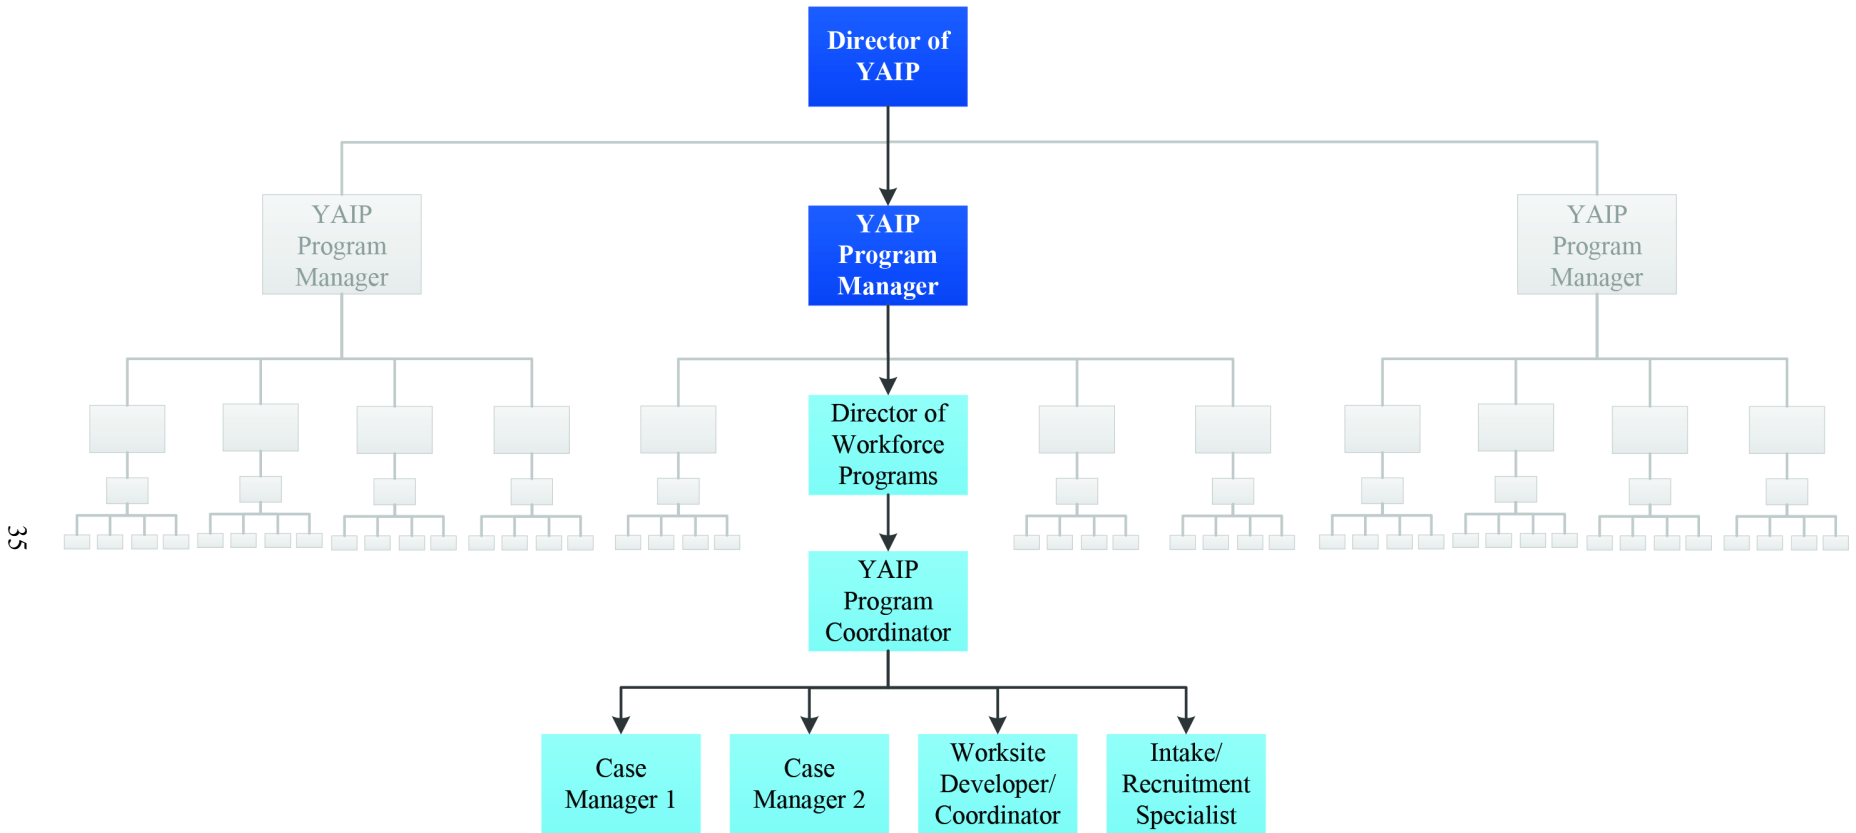 Director of
YAIP
YAIP
Program
Manager
YAIP
Program
Manager
YAIP
Program
Manager
Director of
Workforce
Programs
YAIP
Program
Coordinator
Case
Manager 1
Case
Manager 2
Worksite
Developer/
Coordinator
Intake/
Recruitment
Specialist
35